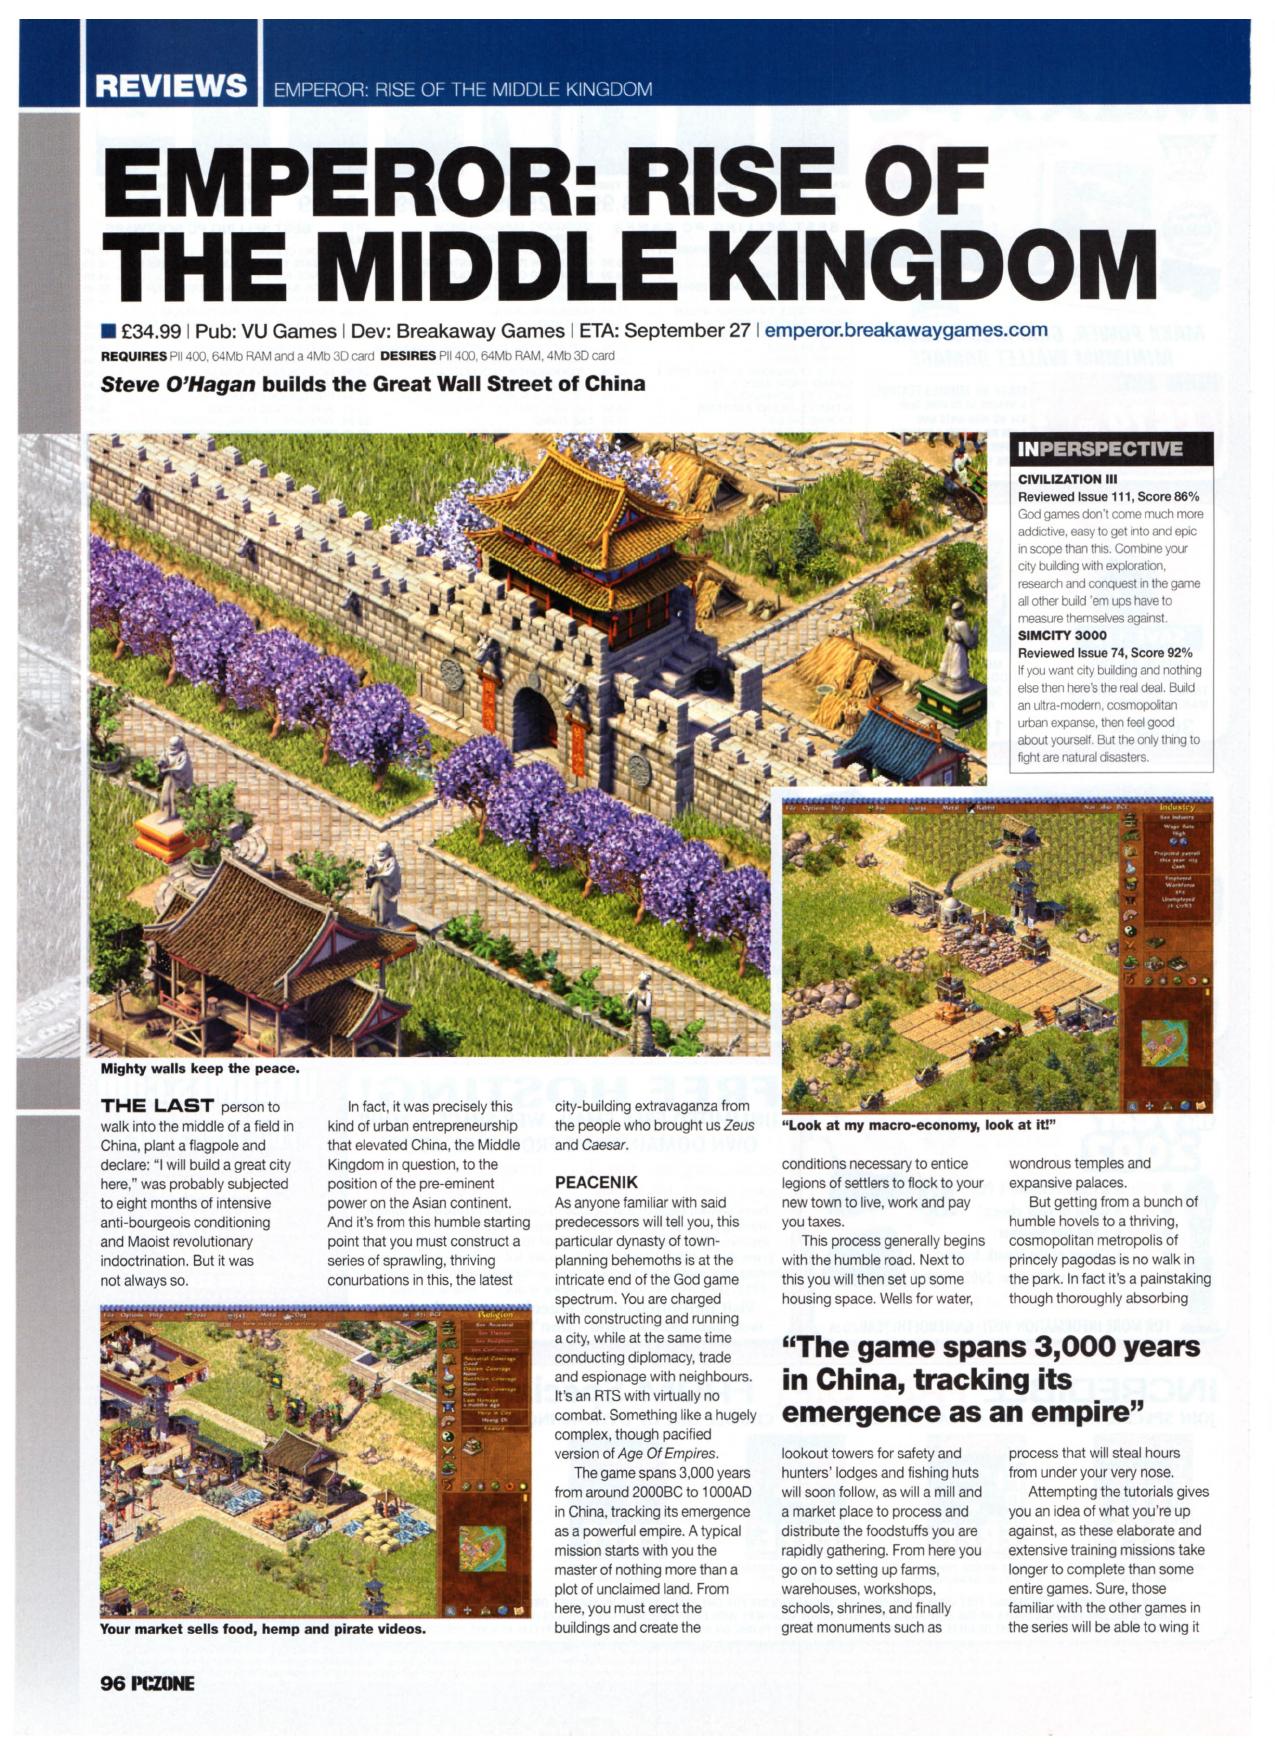 REVIEWS
EMPEROR: RISE OF THE MIDDLE KINGDOM
EMPEROR: RISE OF
THE MIDDLE KINGDOM
£34.99 | Pub: VU Games | Dev: Breakaway Games | ETA: September 27 | emperor.breakawaygames.com
REQUIRES PII 400, 64Mb RAM and a 4Mb 3D card DESIRES PII 400, 64Mb RAM, 4Mb 3D card
Steve O'Hagan builds the Great Wall Street of China
INPERSPECTIVE
CIVILIZATION III
Reviewed Issue 111, Score 86%
God games don't come much more
addictive, easy to get into and epic
in scope than this. Combine your
city building with exploration,
research and conquest in the game
all other build 'em ups have to
measure themselves against.
SIMCITY 3000
Reviewed Issue 74, Score 92%
If you want city building and nothing
else then here's the real deal. Build
an ultra-modern, cosmopolitan
urban expanse, then feel good
about yourself. But the only thing to
fight are natural disasters.
Mighty walls keep the peace.
File Options Help
Industry
See Industry
Wage Rate
High
Projected payroll
this year
Cash
Employed
Workforce
Unemployed
"Look at my macro-economy, look at it!"
THE LAST person to
walk into the middle of a field in
China, plant a flagpole and
declare: "I will build a great city
here," was probably subjected
to eight months of intensive
anti-bourgeois conditioning
and Maoist revolutionary
indoctrination. But it was
not always so.
In fact, it was precisely this
kind of urban entrepreneurship
that elevated China, the Middle
Kingdom in question, to the
position of the pre-eminent
power on the Asian continent.
And it's from this humble starting
point that you must construct a
series of sprawling, thriving
conurbations in this, the latest
File Options Help
Religion
Your market sells food, hemp and pirate videos.
city-building extravaganza from
the people who brought us Zeus
and Caesar.
PEACENIK
As anyone familiar with said
predecessors will tell you, this
particular dynasty of town-
planning behemoths is at the
intricate end of the God game
spectrum. You are charged
with constructing and running
a city, while at the same time
conducting diplomacy, trade
and espionage with neighbours.
It's an RTS with virtually no
combat. Something like a hugely
complex, though pacified
version of Age Of Empires.
The game spans 3,000 years
from around 2000BC to 1000AD
in China, tracking its emergence
as a powerful empire. A typical
mission starts with you the
master of nothing more than a
plot of unclaimed land. From
here, you must erect the
buildings and create the
conditions necessary to entice
legions of settlers to flock to your
new town to live, work and pay
you taxes.
This process generally begins
with the humble road. Next to
this you will then set up some
housing space. Wells for water,
"The game spans 3,000 years
in China, tracking its
emergence as an empire"
lookout towers for safety and
hunters' lodges and fishing huts
will soon follow, as will a mill and
a market place to process and
distribute the foodstuffs you are
rapidly gathering. From here you
go on to setting up farms,
warehouses, workshops,
schools, shrines, and finally
great monuments such as
wondrous temples and
expansive palaces.
But getting from a bunch of
humble hovels to a thriving,
cosmopolitan metropolis of
princely pagodas is no walk in
the park. In fact it's a painstaking
though thoroughly absorbing
process that will steal hours
from under your very nose.
Attempting the tutorials gives
you an idea of what you're up
against, as these elaborate and
extensive training missions take
longer to complete than some
entire games. Sure, those
familiar with the other games in
the series will be able to wing it
96 PCZONE